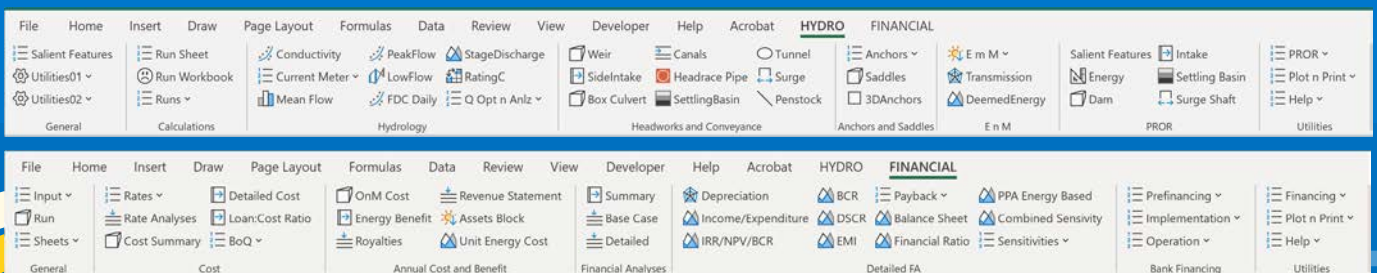 File Home Insert Draw Page Layout Formulas Data Review View Developer Help Acrobat HYDRO FINANCIAL
Salient Features Run Sheet Conductivity PeakFlow StageDischarge Weir Canals Tunnel Anchors E m M Salient Features Intake PROR
Utilities01 Run Workbook Current Meter LowFlow RatingC SideIntake Headrace Pipe Surge Saddles Transmission Energy Settling Basin Plot n Print
Utilities02 Runs Mean Flow FDC Daily Q Opt n Anlz Box Culvert SettlingBasin Penstock 3DAnchors DeemedEnergy Dam Surge Shaft Help
General Calculations Hydrology Headworks and Conveyance Anchors and Saddles E n M PROR Utilities
File Home Insert Draw Page Layout Formulas Data Review View Developer Help Acrobat HYDRO FINANCIAL
Input Rates Detailed Cost OnM Cost Revenue Statement Summary Depreciation BCR Payback PPA Energy Based Prefinancing Financing
Run Rate Analyses Loan:Cost Ratio Energy Benefit Assets Block Base Case Income/Expenditure DSCR Balance Sheet Combined Sensivity Implementation Plot n Print
Sheets Cost Summary BoQ Royalties Unit Energy Cost Detailed IRR/NPV/BCR EMI Financial Ratio Sensitivities Operation Help
General Cost Annual Cost and Benefit Financial Analyses Detailed FA Bank Financing Utilities